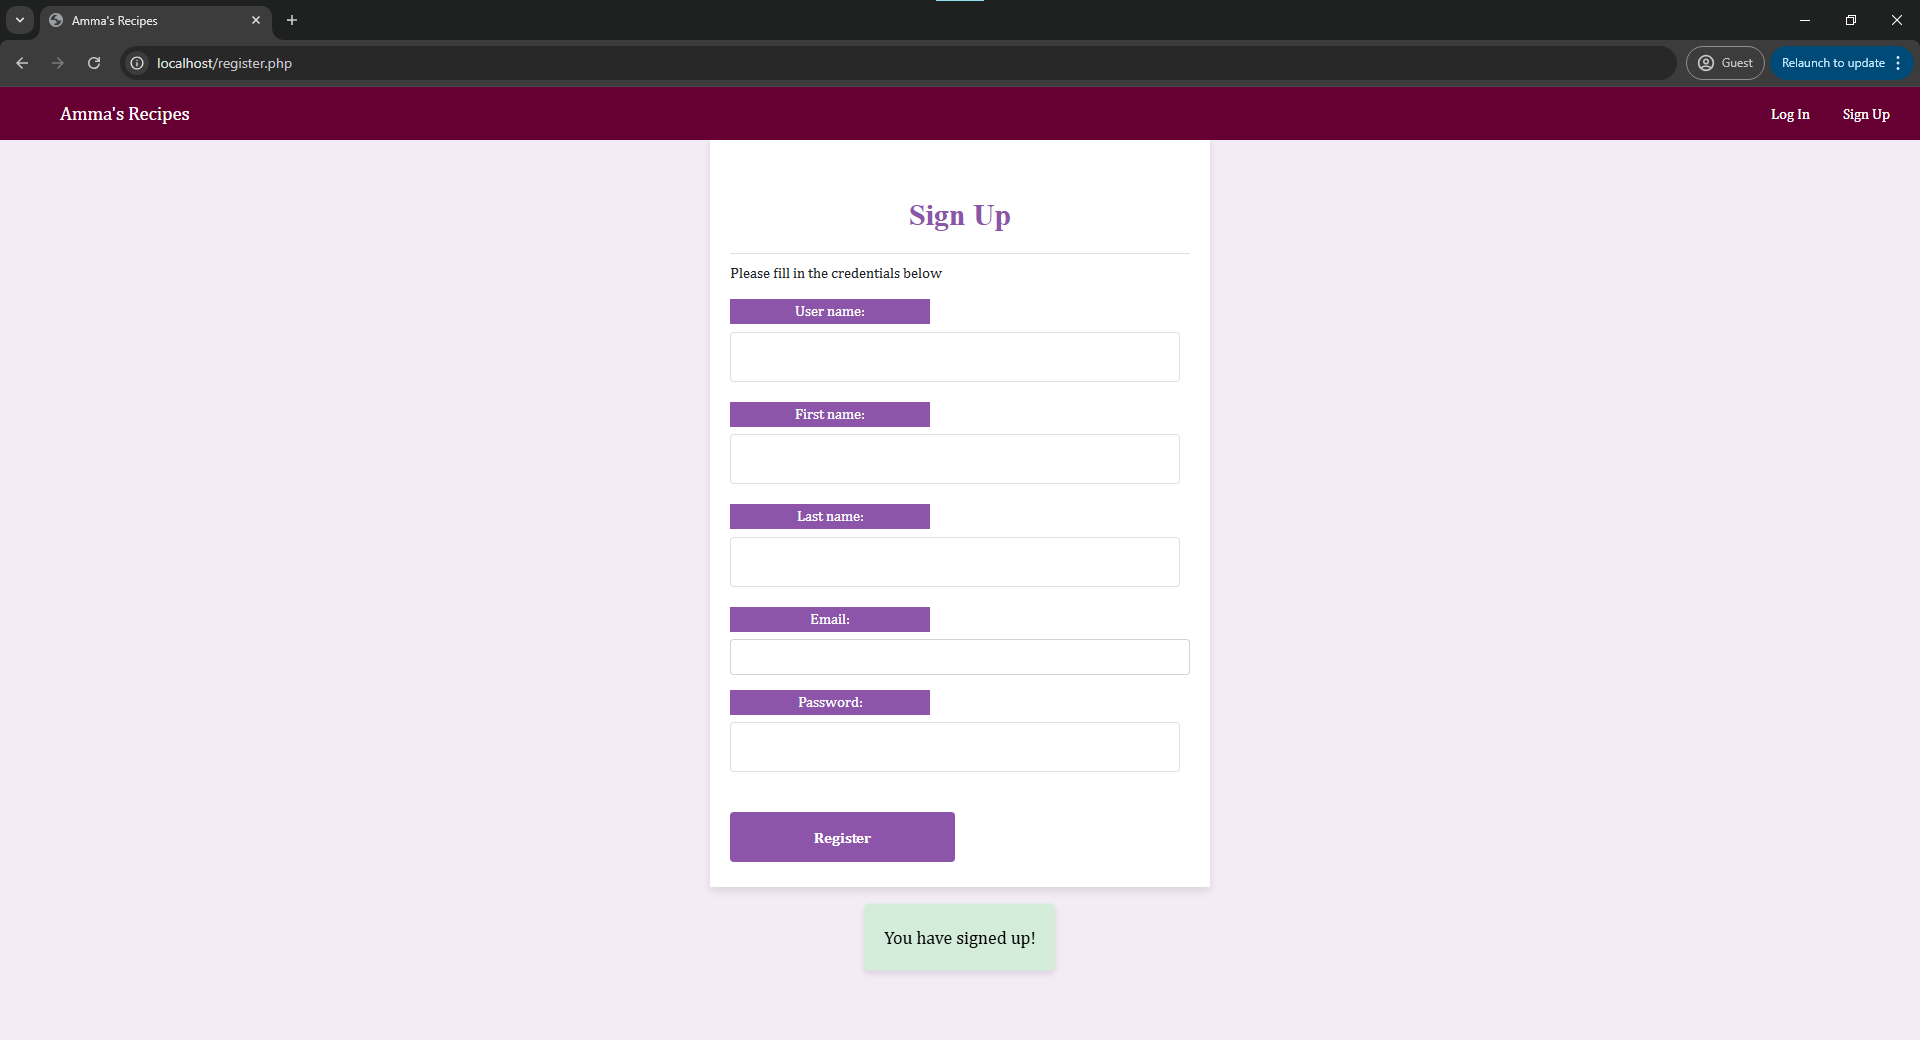 Amma's Recipes
localhost/register.php
Guest
Relaunch to update
Amma's Recipes
Log In
Sign Up
Sign Up
Please fill in the credentials below
User name:
First name:
Last name:
Email:
Password:
Register
You have signed up!